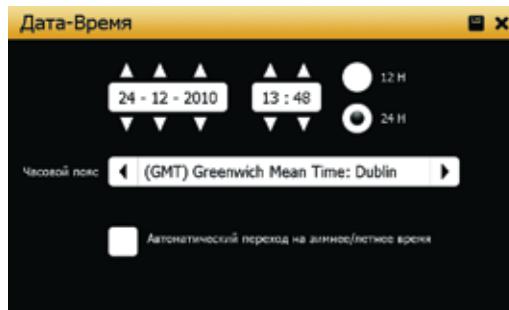 Дата-Время
12 H
24 - 12 - 2010 13 : 48
24 H
Часовой пояс (GMT) Greenwich Mean Time: Dublin
Автоматический переход на зимнее/летнее время